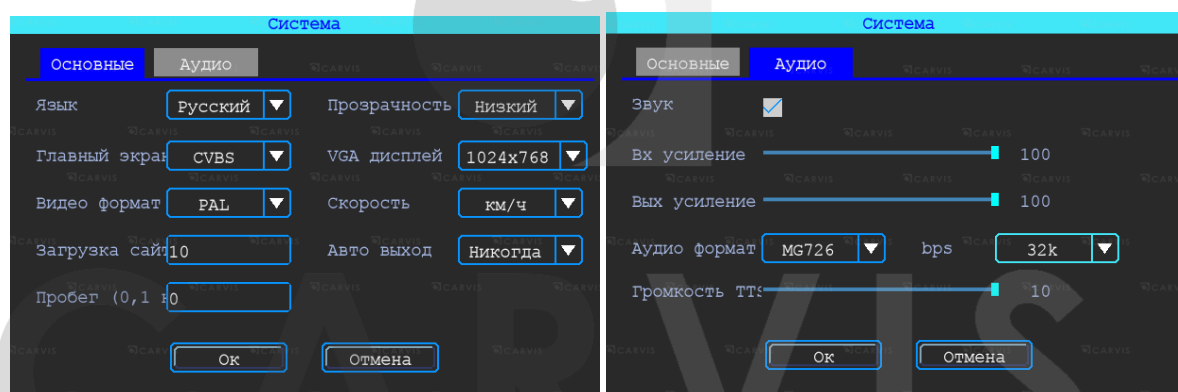 Система
Основные Аудио
Язык Русский Прозрачность Низкий
Главный экран CVBS VGA дисплей 1024x768
Видео формат PAL Скорость км/ч
Загрузка сайт 10 Авто выход Никогда
Пробег (0,1 0
Ок Отмена
Система
Основные Аудио
Звук
Вх усиление 100
Вых усиление 100
Аудио формат MG726 bps 32k
Громкость TTS 10
Ок Отмена
CARVIS